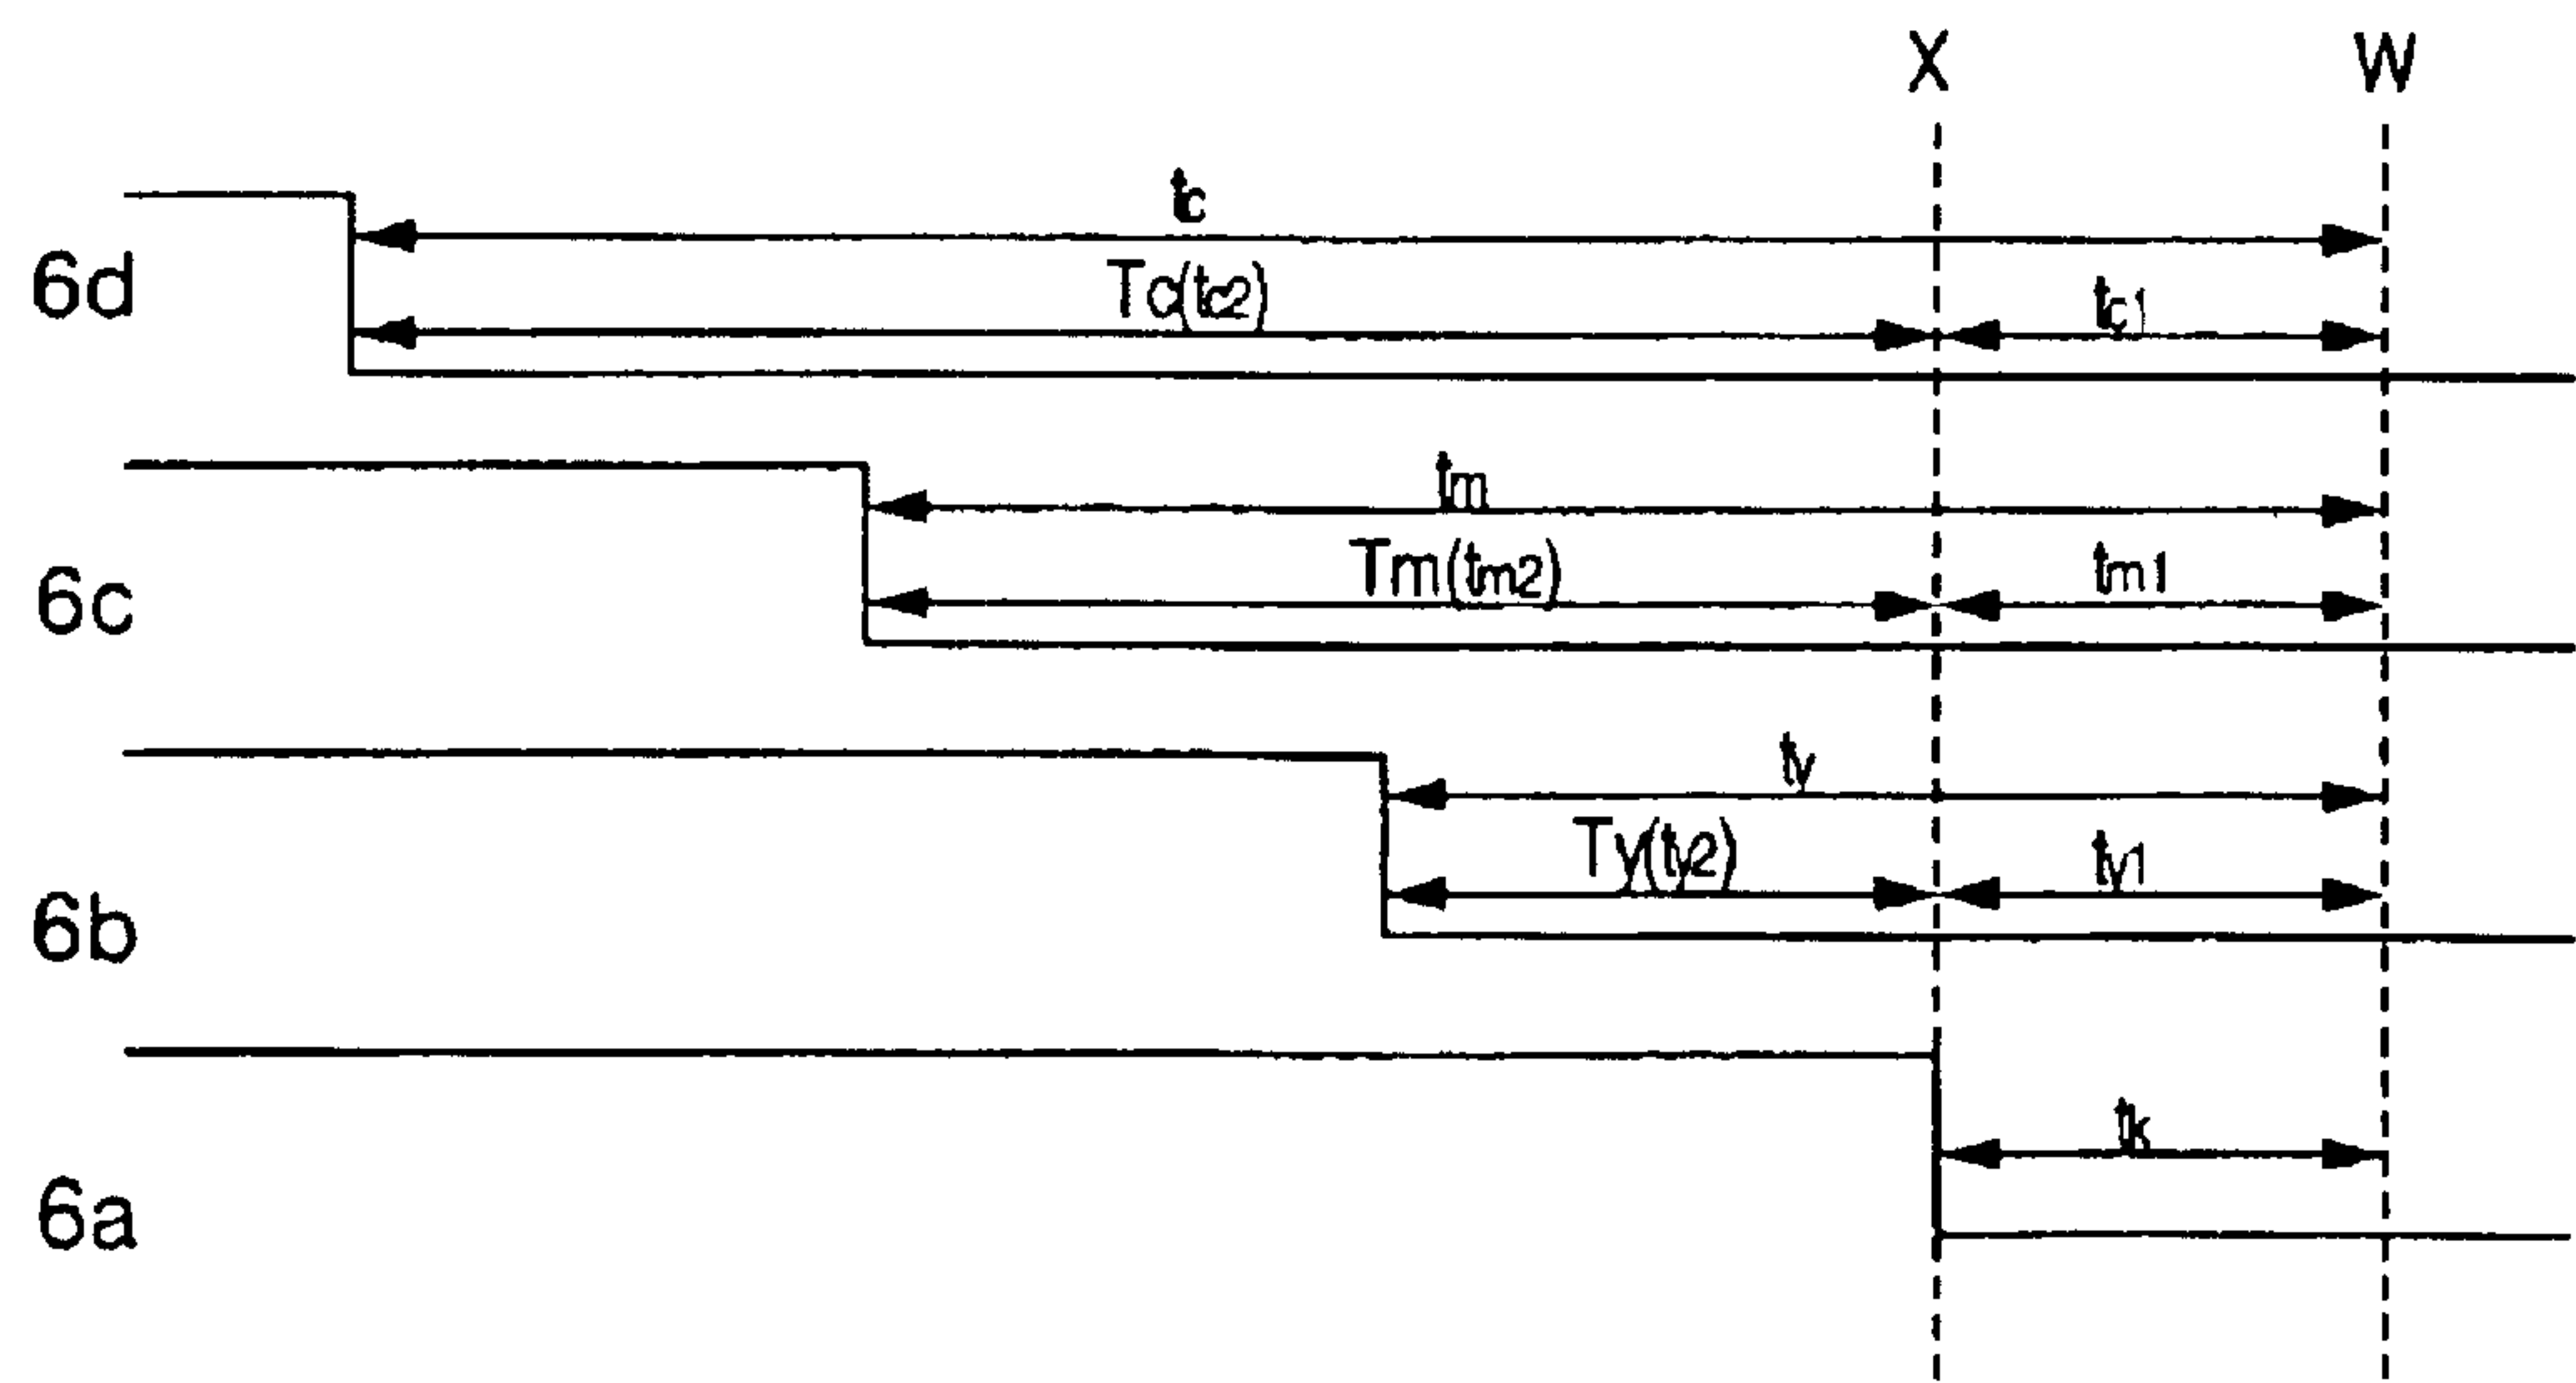 X W
tc
6d Tc(tc2) tc1
tm
6c Tm(tm2) tm1
ty
6b Ty(ty2) ty1
tk
6a